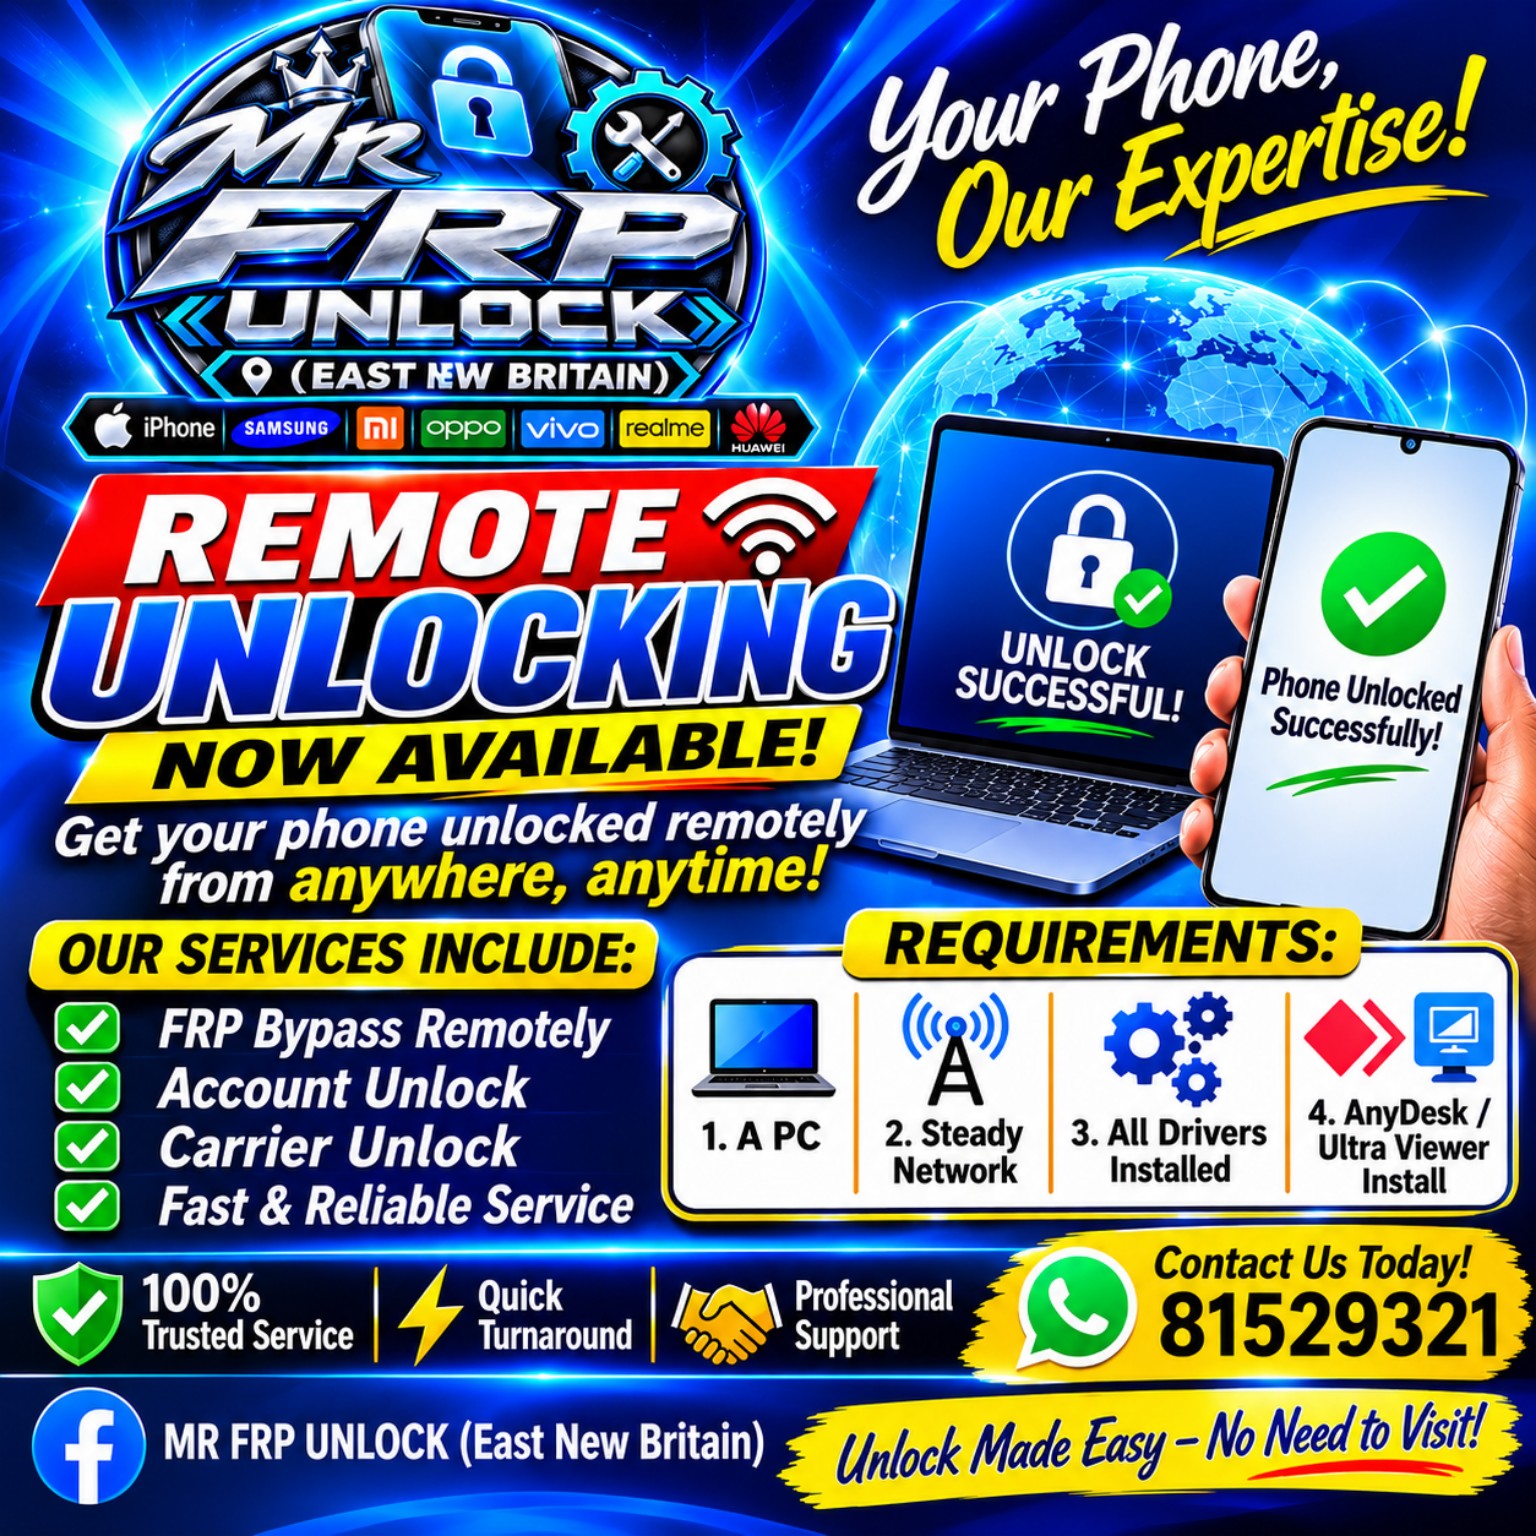 MR
FRP
UNLOCK
(EAST NEW BRITAIN)
iPhone
SAMSUNG
mi
oppo
vivo
realme
HUAWEI
Your Phone,
Our Expertise!
REMOTE
UNLOCKING
NOW AVAILABLE!
Get your phone unlocked remotely
from anywhere, anytime!
UNLOCK
SUCCESSFUL!
Phone Unlocked
Successfully!
OUR SERVICES INCLUDE:
FRP Bypass Remotely
Account Unlock
Carrier Unlock
Fast & Reliable Service
REQUIREMENTS:
1. A PC
2. Steady
Network
3. All Drivers
Installed
4. AnyDesk /
Ultra Viewer
Install
100%
Trusted Service
Quick
Turnaround
Professional
Support
Contact Us Today!
81529321
f
MR FRP UNLOCK (East New Britain)
Unlock Made Easy – No Need to Visit!